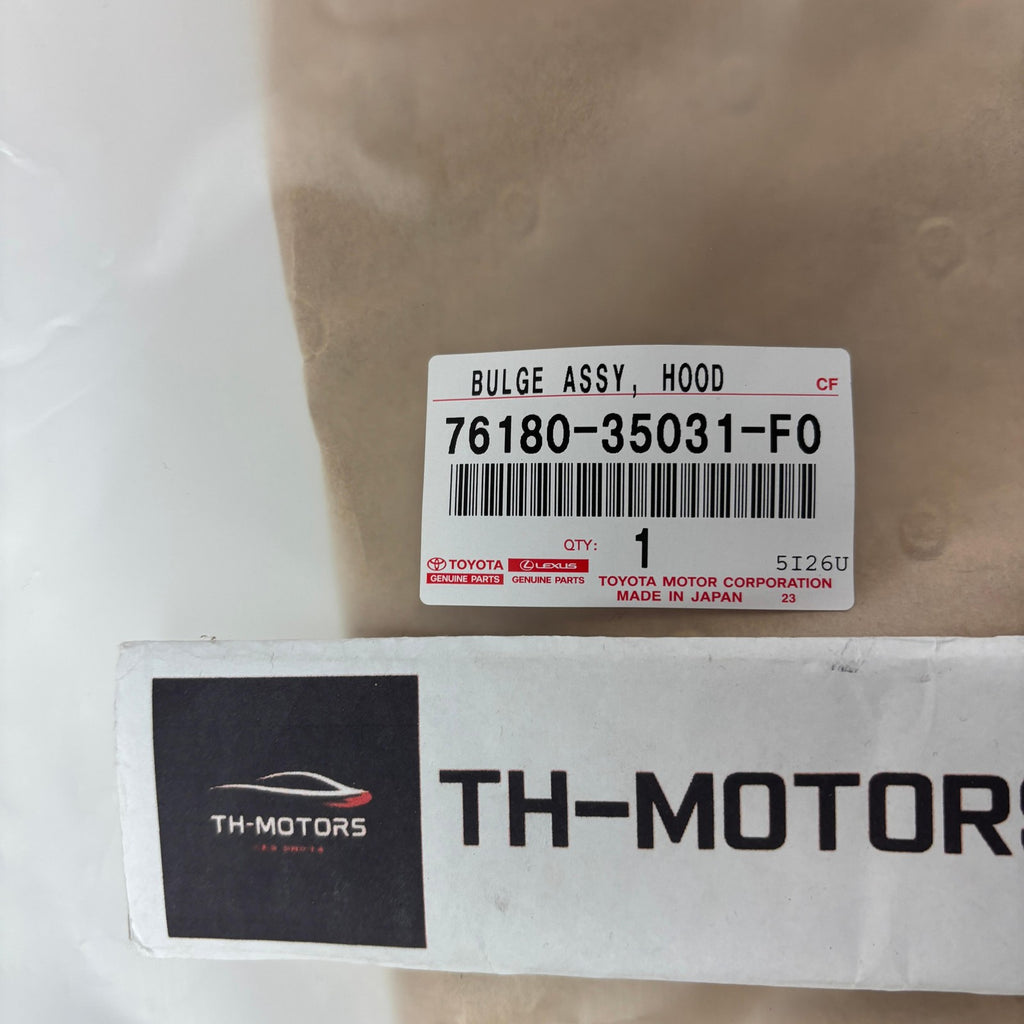 BULGE ASSY, HOOD
CF
76180-35031-F0
QTY: 1
5I26U
TOYOTA
LEXUS
GENUINE PARTS
GENUINE PARTS
TOYOTA MOTOR CORPORATION
MADE IN JAPAN 23
TH-MOTORS
TH-MOTORS